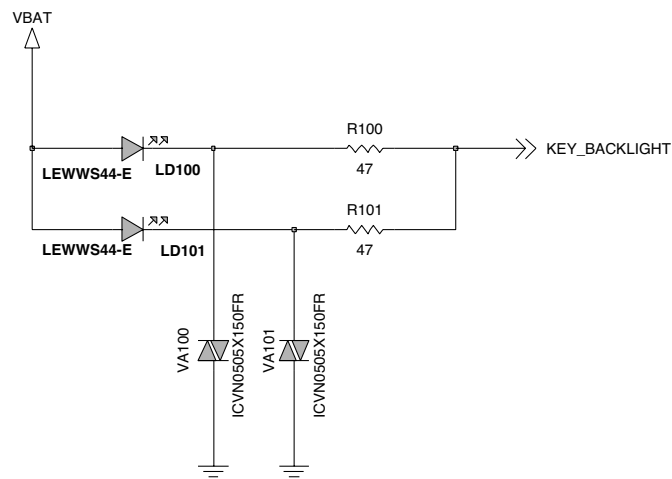 VBAT
R100
KEY_BACKLIGHT
LEWWS44-E
LD100
47
R101
LEWWS44-E
LD101
47
VA100
ICVN0505X150FR
VA101
ICVN0505X150FR